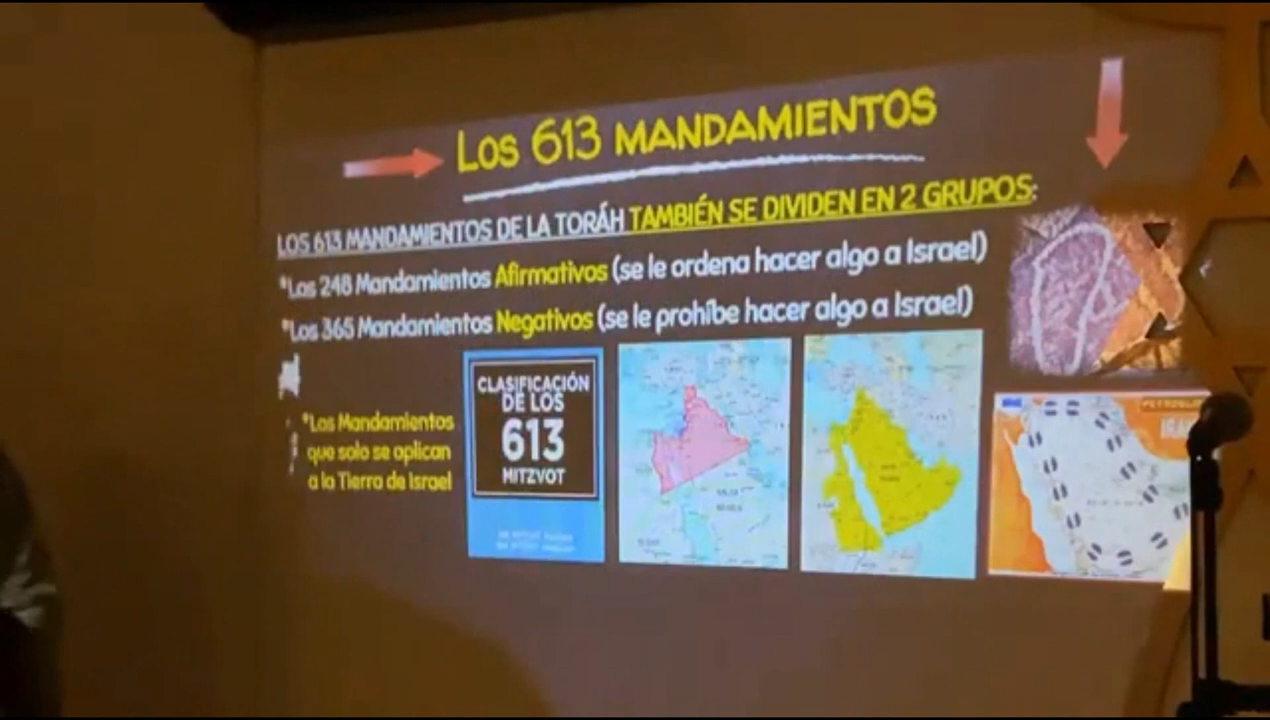 Los 613 MANDAMIENTOS
LOS 613 MANDAMIENTOS DE LA TORÁH TAMBIÉN SE DIVIDEN EN 2 GRUPOS:
*Los 248 Mandamientos Afirmativos (se le ordena hacer algo a Israel)
*Los 365 Mandamientos Negativos (se le prohíbe hacer algo a Israel)
*Los Mandamientos
que solo se aplican
a la Tierra de Israel
CLASIFICACIÓN
DE LOS
613
MITZVOT